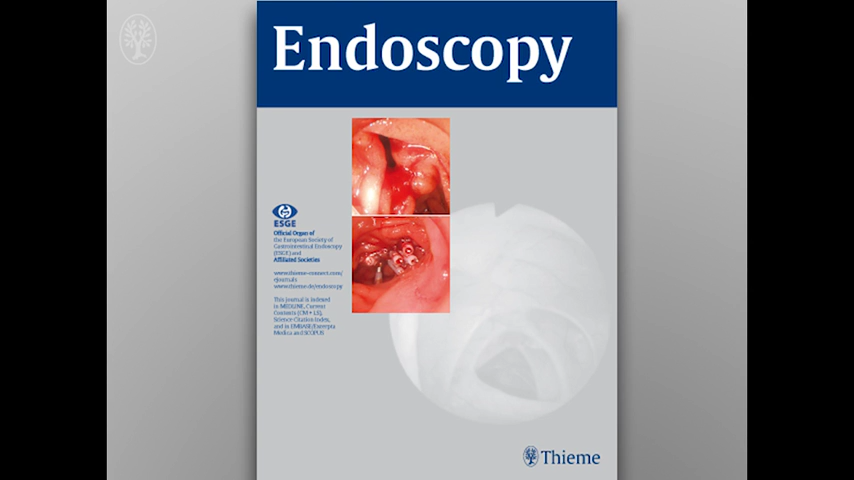 Endoscopy
ESGE
Official Organ of
the European Society of
Gastrointestinal Endoscopy
(ESGE) and
Affiliated Societies
www.thieme-connect.com/
ejournals
www.thieme.de/endoscopy
This journal is indexed
in MEDLINE, Current
Contents (CM + LS),
Science Citation Index,
and in EMBASE/Excerpta
Medica and SCOPUS
Thieme